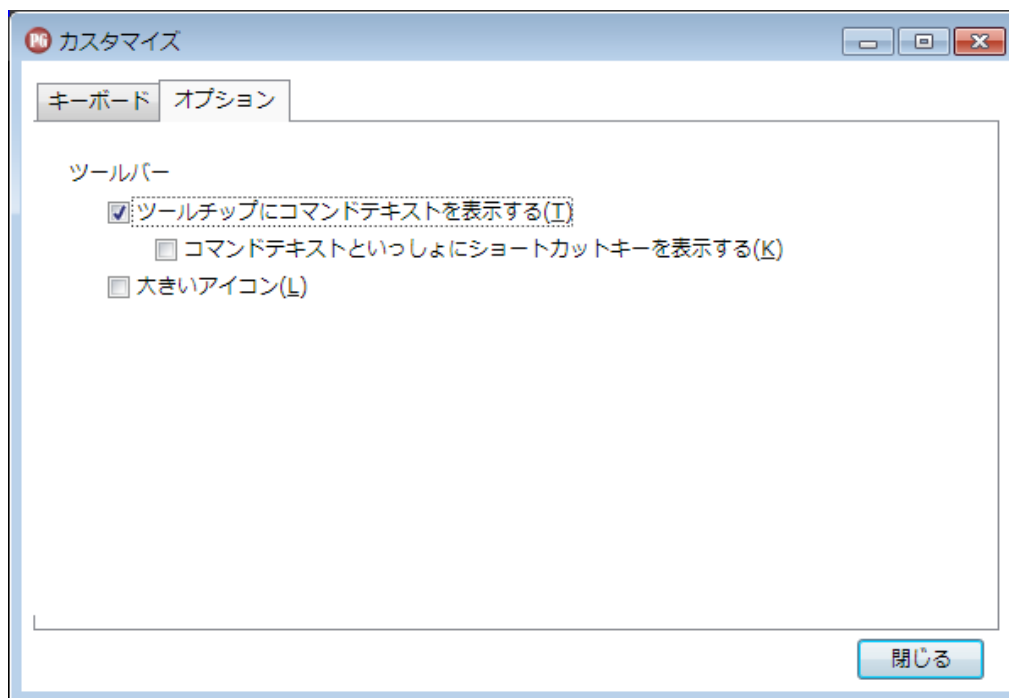 PG カスタマイズ
キーボード オプション
ツールバー
ツールチップにコマンドテキストを表示する(T)
コマンドテキストといっしょにショートカットキーを表示する(K)
大きいアイコン(L)
閉じる